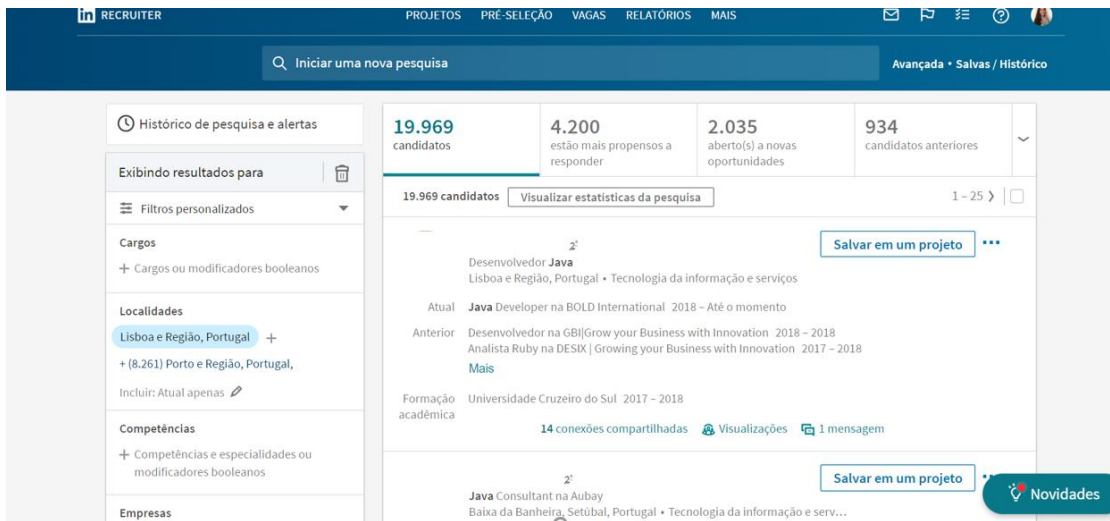 in RECRUITER
PROJETOS PRÉ-SELEÇÃO VAGAS RELATÓRIOS MAIS
Iniciar uma nova pesquisa
Avançada • Salvas / Histórico
Histórico de pesquisa e alertas
Exibindo resultados para
Filtros personalizados
Cargos
+ Cargos ou modificadores booleanos
Localidades
Lisboa e Região, Portugal +
+ (8.261) Porto e Região, Portugal,
Incluir: Atual apenas
Competências
+ Competências e especialidades ou
modificadores booleanos
Empresas
19.969
candidatos
4.200
estão mais propensos a
responder
2.035
aberto(s) a novas
oportunidades
934
candidatos anteriores
19.969 candidatos Visualizar estatísticas da pesquisa 1 – 25
2º
Salvar em um projeto
Desenvolvedor Java
Lisboa e Região, Portugal • Tecnologia da informação e serviços
Atual Java Developer na BOLD International 2018 – Até o momento
Anterior Desenvolvedor na GBI|Grow your Business with Innovation 2018 – 2018
Analista Ruby na DESIX | Growing your Business with Innovation 2017 – 2018
Mais
Formação Universidade Cruzeiro do Sul 2017 – 2018
acadêmica
14 conexões compartilhadas Visualizações 1 mensagem
2º
Salvar em um projeto
Java Consultant na Aubay
Baixa da Banheira, Setúbal, Portugal • Tecnologia da informação e serv...
Novidades